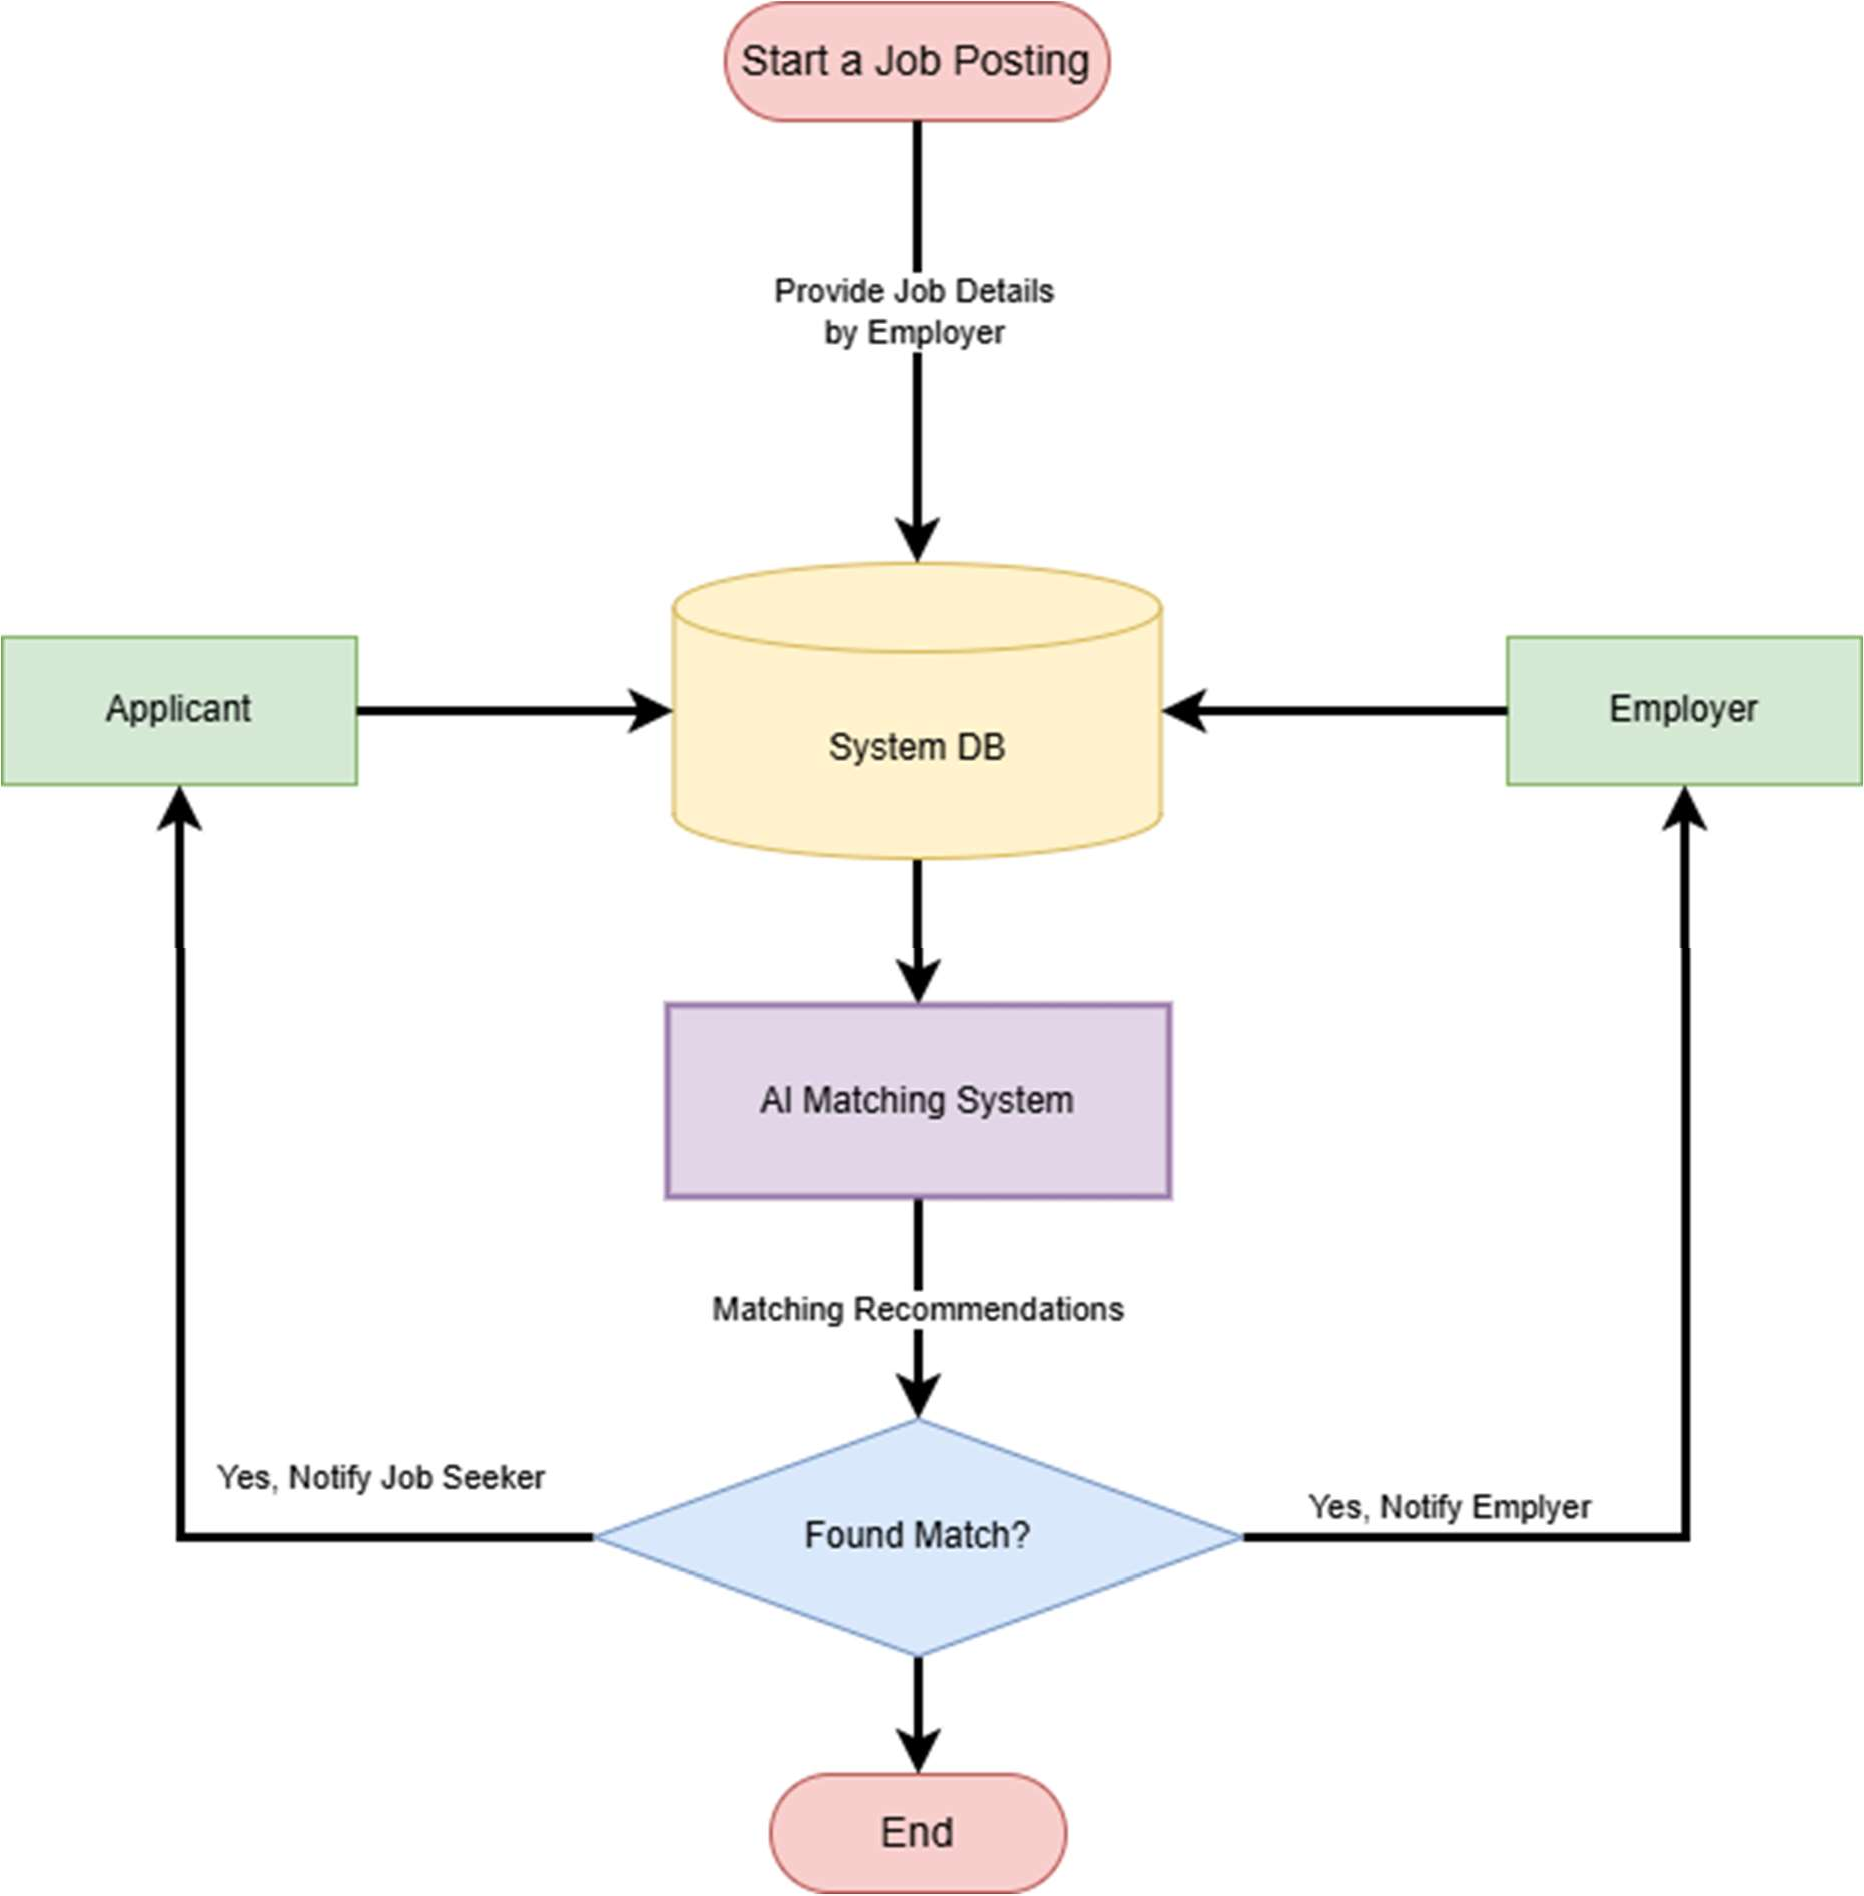 Start a Job Posting
Provide Job Details
by Employer
Applicant
System DB
Employer
AI Matching System
Matching Recommendations
Yes, Notify Job Seeker
Found Match?
Yes, Notify Emplyer
End